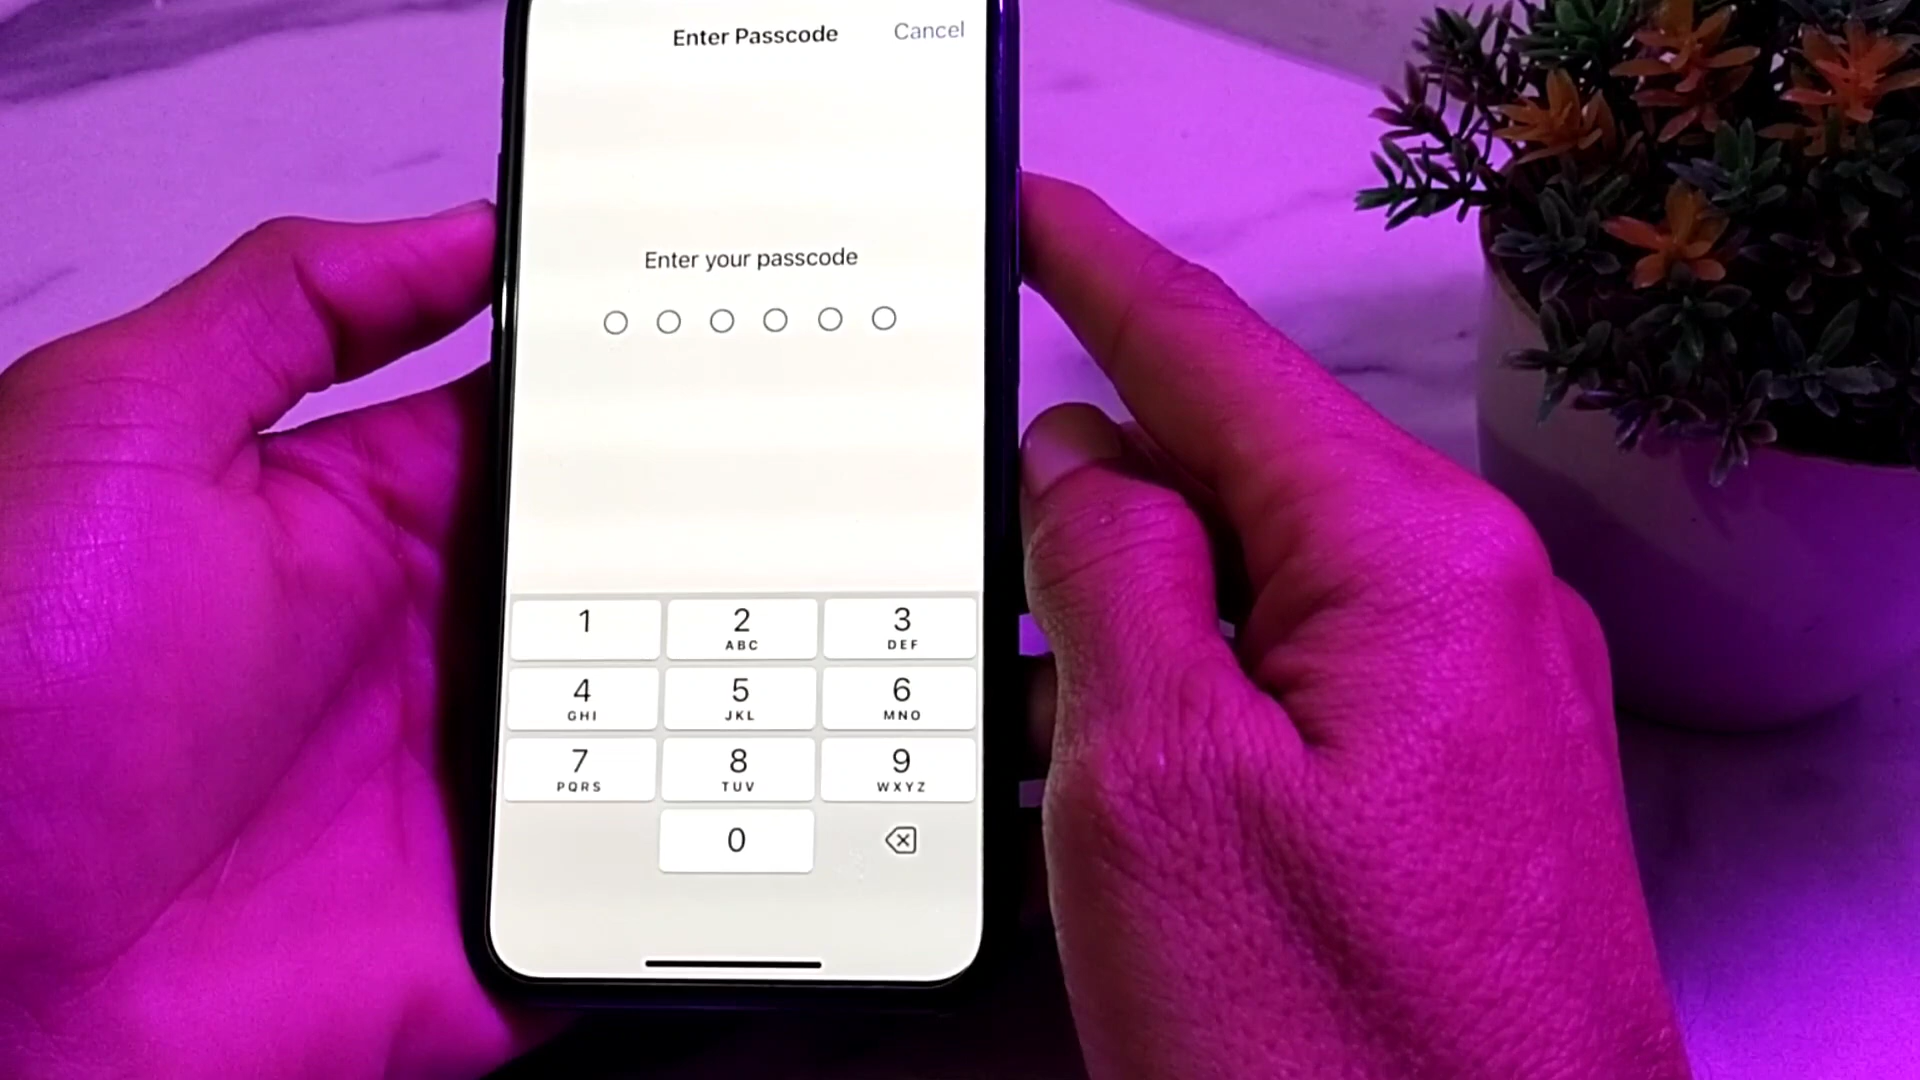 Enter Passcode
Cancel
Enter your passcode
1
2
ABC
3
DEF
4
GHI
5
JKL
6
MNO
7
PQRS
8
TUV
9
WXYZ
0